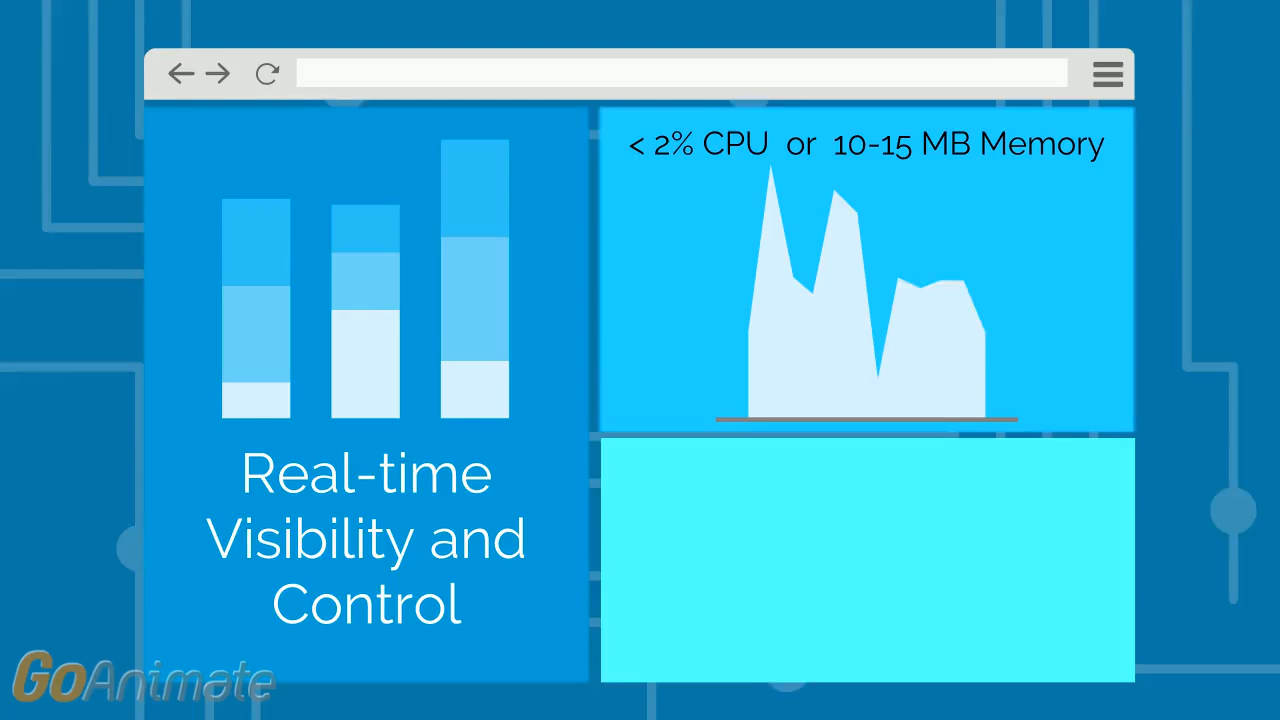 < 2% CPU or 10-15 MB Memory
Real-time
Visibility and
Control
GoAnimate